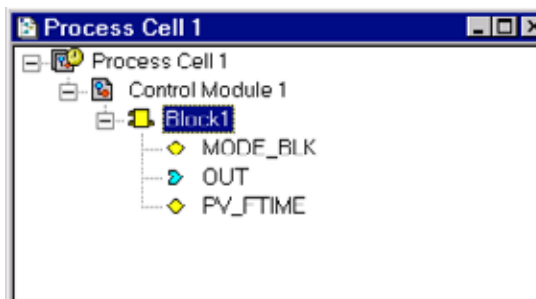 Process Cell 1
Process Cell 1
Control Module 1
Block1
MODE_BLK
OUT
PV_FTIME